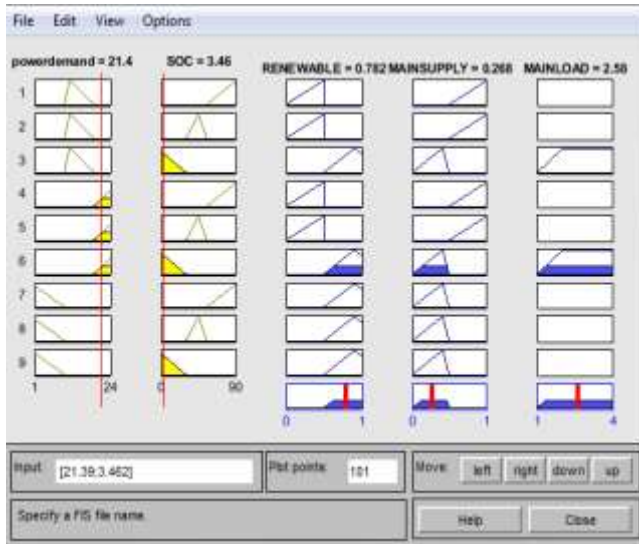 File Edit View Options
powerdemand = 21.4 SOC = 3.46 RENEWABLE = 0.782 MAINSUPPLY = 0.268 MAINLOAD = 2.58
1
2
3
4
5
6
7
8
9
1 24 0 90
0 1 0 1 1 4
Input: [21.39;3.462] Plot points: 101 Move: left right down up
Specify a FIS file name. Help Close